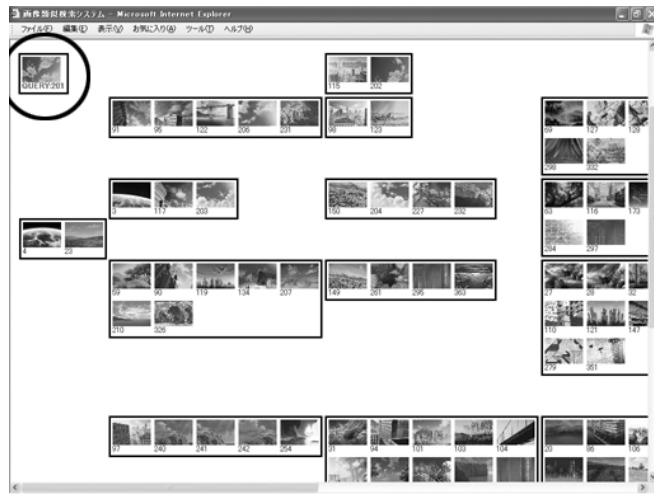 画像類似検索システム - Microsoft Internet Explorer
ファイル(F) 編集(E) 表示(V) お気に入り(A) ツール(T) ヘルプ(H)
QUERY:201
115 202
91 95 122 206 231
98 123
69 127 128
298 332
3 117 203
150 204 227 232
63 116 173
284 297
4 23
59 90 119 134 207
210 326
149 261 295 363
27 28 32
110 121 147
279 351
97 240 241 242 254
31 94 101 103 104
20 86 106